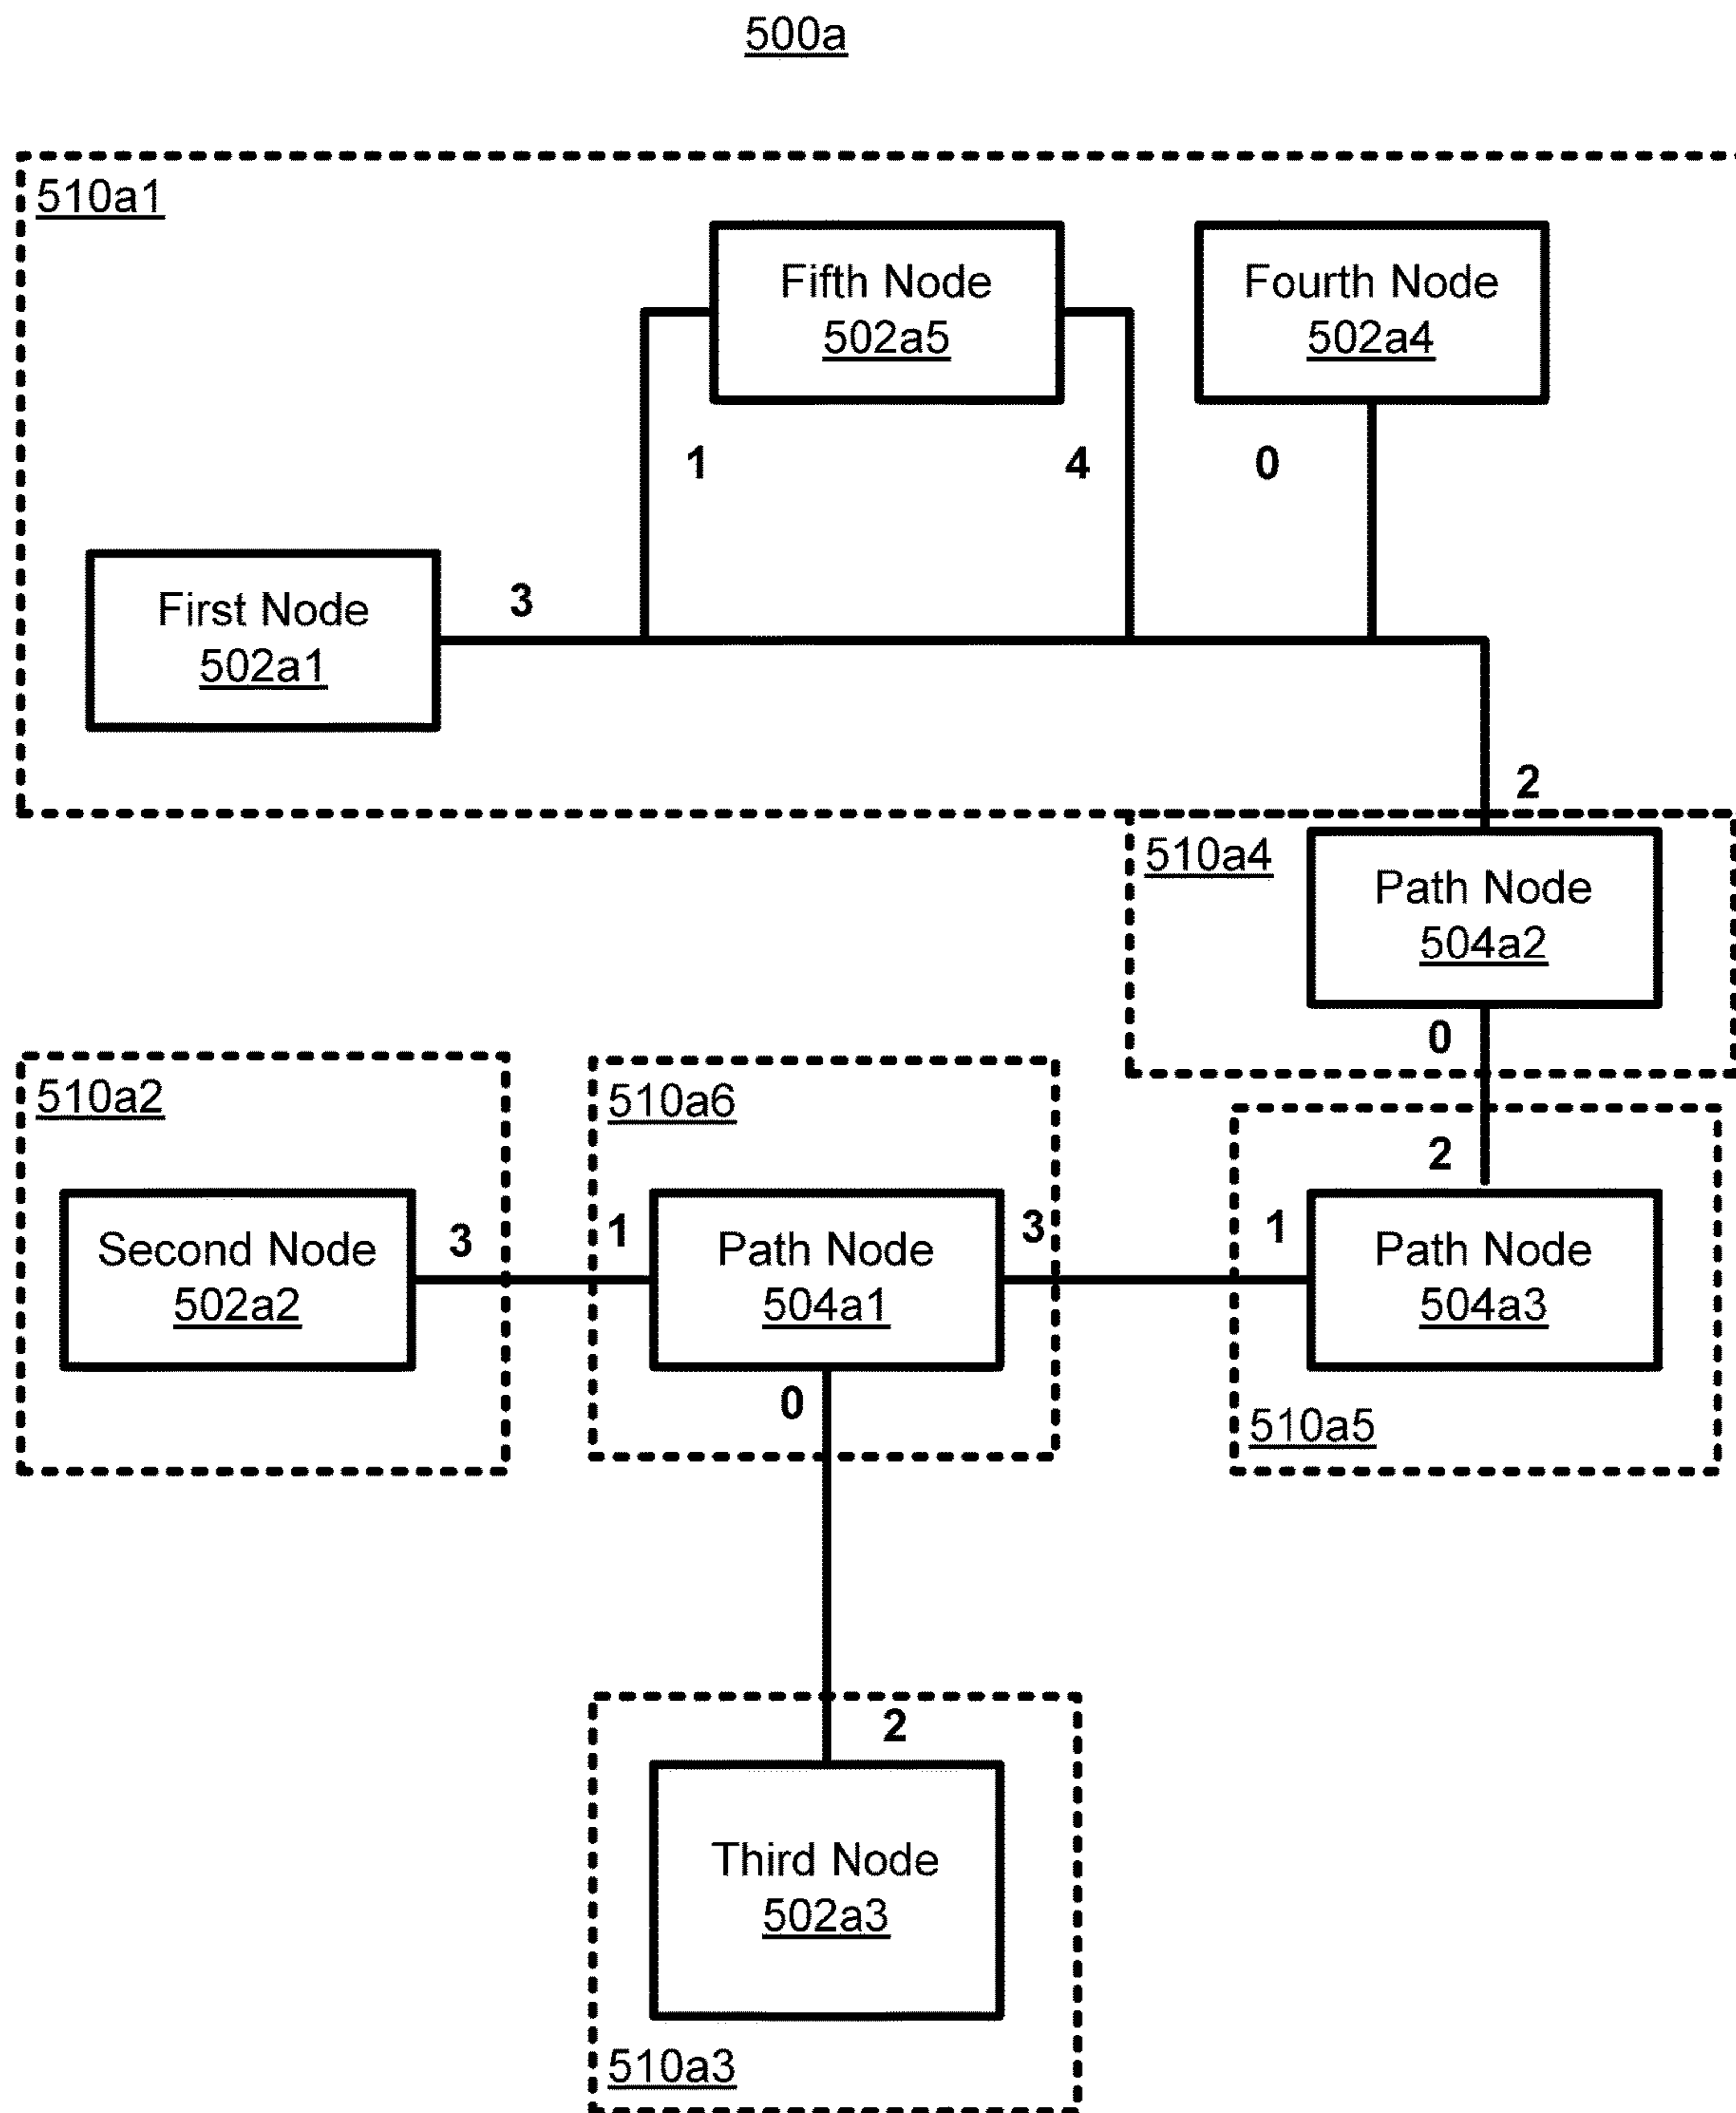 500a
510a1
Fifth Node
502a5
Fourth Node
502a4
1
4
0
First Node
502a1
3
2
510a4
Path Node
504a2
0
510a2
510a6
2
Second Node
502a2
3
1
Path Node
504a1
3
1
Path Node
504a3
0
510a5
2
Third Node
502a3
510a3